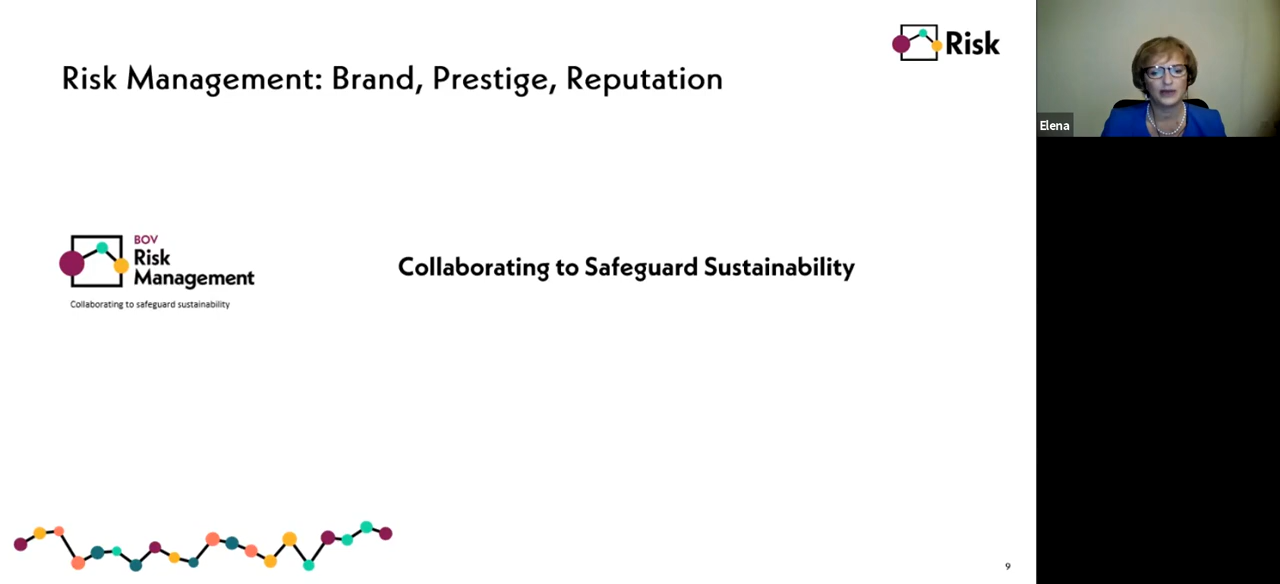 Risk
Risk Management: Brand, Prestige, Reputation
Elena
BOV
Risk
Management
Collaborating to safeguard sustainability
Collaborating to Safeguard Sustainability
9